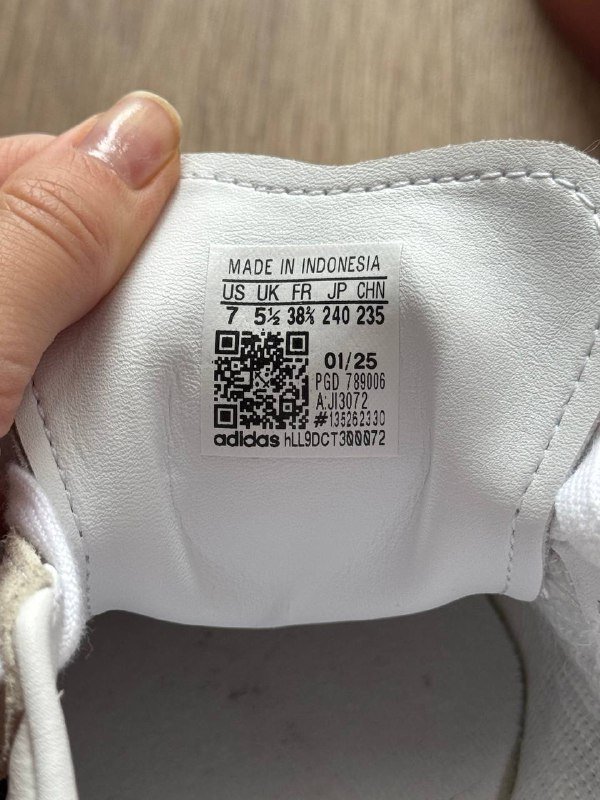 MADE IN INDONESIA
US UK FR JP CHN
7 5½ 38⅔ 240 235
01/25
PGD 789006
A:JI3072
#135262330
adidas hLL9DCT300072